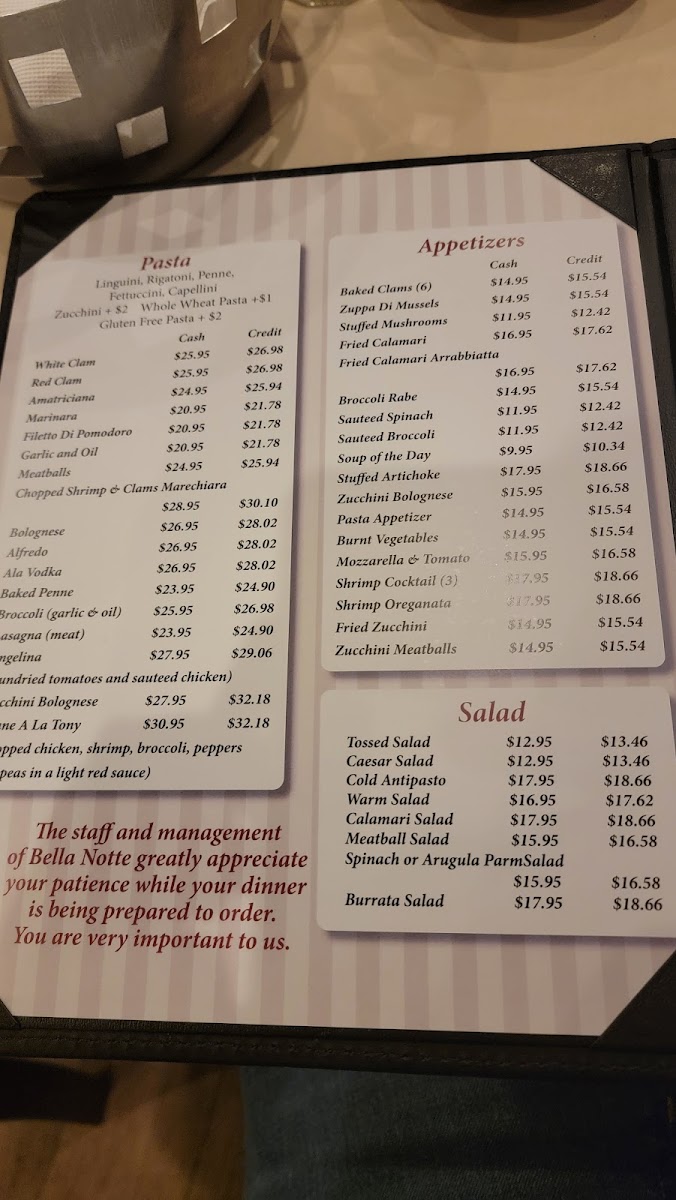 Pasta
Linguini, Rigatoni, Penne,
Fettuccini, Capellini
Zucchini + $2 Whole Wheat Pasta +$1
Gluten Free Pasta + $2
Cash Credit
White Clam $25.95 $26.98
Red Clam $25.95 $26.98
Amatriciana $24.95 $25.94
Marinara $20.95 $21.78
Filetto Di Pomodoro $20.95 $21.78
Garlic and Oil $20.95 $21.78
Meatballs $24.95 $25.94
Chopped Shrimp & Clams Marechiara
$28.95 $30.10
Bolognese $26.95 $28.02
Alfredo $26.95 $28.02
Ala Vodka $26.95 $28.02
Baked Penne $23.95 $24.90
Broccoli (garlic & oil) $25.95 $26.98
asagna (meat) $23.95 $24.90
ngelina $27.95 $29.06
undried tomatoes and sauteed chicken)
cchini Bolognese $27.95 $32.18
ne A La Tony $30.95 $32.18
opped chicken, shrimp, broccoli, peppers
peas in a light red sauce)
The staff and management
of Bella Notte greatly appreciate
your patience while your dinner
is being prepared to order.
You are very important to us.
Appetizers
Cash Credit
Baked Clams (6) $14.95 $15.54
Zuppa Di Mussels $14.95 $15.54
Stuffed Mushrooms $11.95 $12.42
Fried Calamari $16.95 $17.62
Fried Calamari Arrabbiatta
$16.95 $17.62
Broccoli Rabe $14.95 $15.54
Sauteed Spinach $11.95 $12.42
Sauteed Broccoli $11.95 $12.42
Soup of the Day $9.95 $10.34
Stuffed Artichoke $17.95 $18.66
Zucchini Bolognese $15.95 $16.58
Pasta Appetizer $14.95 $15.54
Burnt Vegetables $14.95 $15.54
Mozzarella & Tomato $15.95 $16.58
Shrimp Cocktail (3) $17.95 $18.66
Shrimp Oreganata $17.95 $18.66
Fried Zucchini $14.95 $15.54
Zucchini Meatballs $14.95 $15.54
Salad
Tossed Salad $12.95 $13.46
Caesar Salad $12.95 $13.46
Cold Antipasto $17.95 $18.66
Warm Salad $16.95 $17.62
Calamari Salad $17.95 $18.66
Meatball Salad $15.95 $16.58
Spinach or Arugula ParmSalad
$15.95 $16.58
Burrata Salad $17.95 $18.66